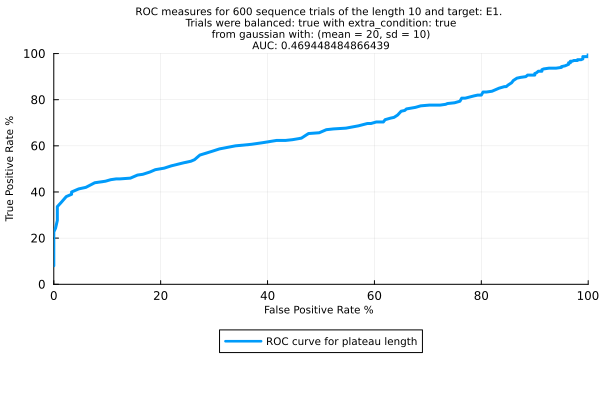 ROC measures for 600 sequence trials of the length 10 and target: E1.
Trials were balanced: true with extra_condition: true
from gaussian with: (mean = 20, sd = 10)
AUC: 0.469448484866439
100
80
60
40
20
0
True Positive Rate %
0 20 40 60 80 100
False Positive Rate %
ROC curve for plateau length